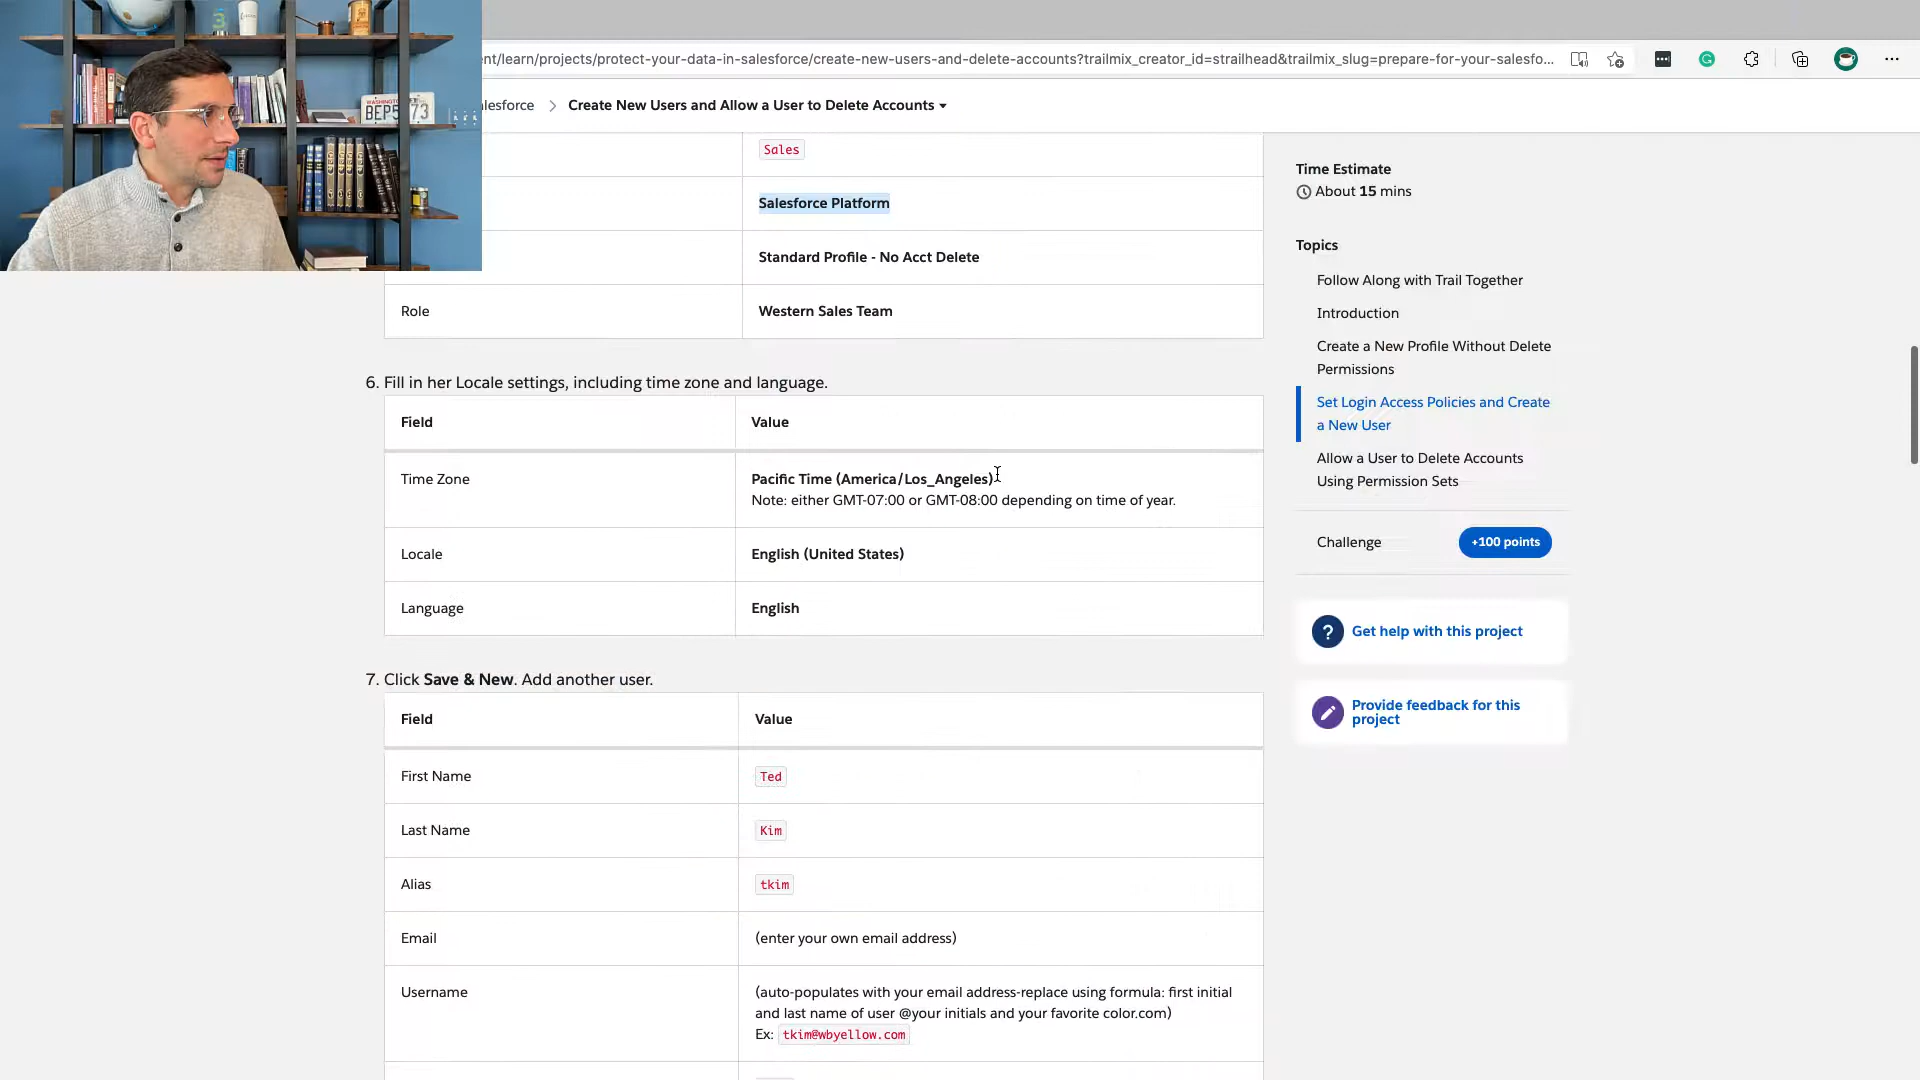 ent/learn/projects/protect-your-data-in-salesforce/create-new-users-and-delete-accounts?trailmix_creator_id=strailhead&trailmix_slug=prepare-for-your-salesfo...
alesforce > Create New Users and Allow a User to Delete Accounts
Sales
Salesforce Platform
Standard Profile - No Acct Delete
Role
Western Sales Team
6. Fill in her Locale settings, including time zone and language.
Field
Value
Time Zone
Pacific Time (America/Los_Angeles)
Note: either GMT-07:00 or GMT-08:00 depending on time of year.
Locale
English (United States)
Language
English
7. Click Save & New. Add another user.
Field
Value
First Name
Ted
Last Name
Kim
Alias
tkim
Email
(enter your own email address)
Username
(auto-populates with your email address-replace using formula: first initial
and last name of user @your initials and your favorite color.com)
Ex: tkim@wbyellow.com
Time Estimate
About 15 mins
Topics
Follow Along with Trail Together
Introduction
Create a New Profile Without Delete
Permissions
Set Login Access Policies and Create
a New User
Allow a User to Delete Accounts
Using Permission Sets
Challenge
+100 points
Get help with this project
Provide feedback for this
project